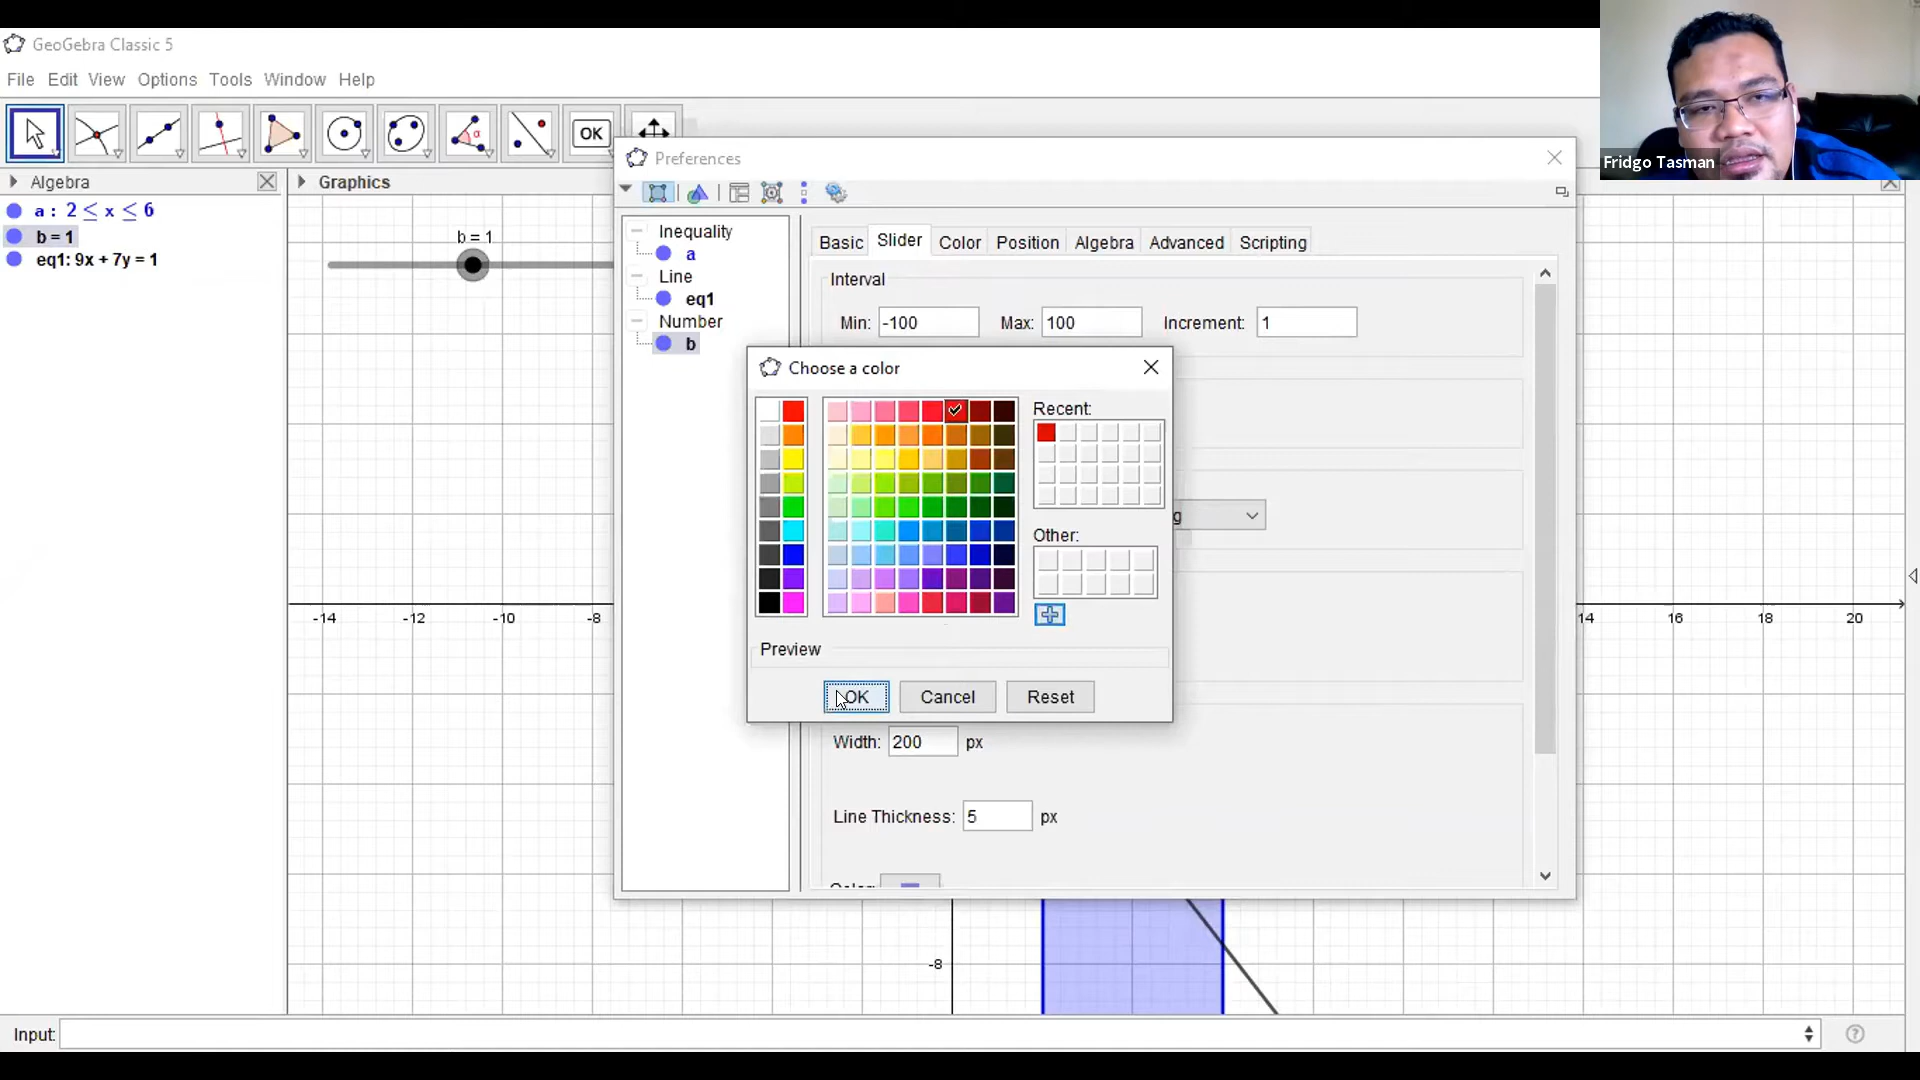 GeoGebra Classic 5
File Edit View Options Tools Window Help
OK
Fridgo Tasman
Algebra
Graphics
a : 2 ≤ x ≤ 6
b = 1
eq1: 9x + 7y = 1
b = 1
Preferences
Inequality
a
Line
eq1
Number
b
Basic Slider Color Position Algebra Advanced Scripting
Interval
Min: -100 Max: 100 Increment: 1
g
Choose a color
Recent:
Other:
Preview
OK Cancel Reset
Width: 200 px
Line Thickness: 5 px
-14 -12 -10 -8 14 16 18 20
-8
Input: